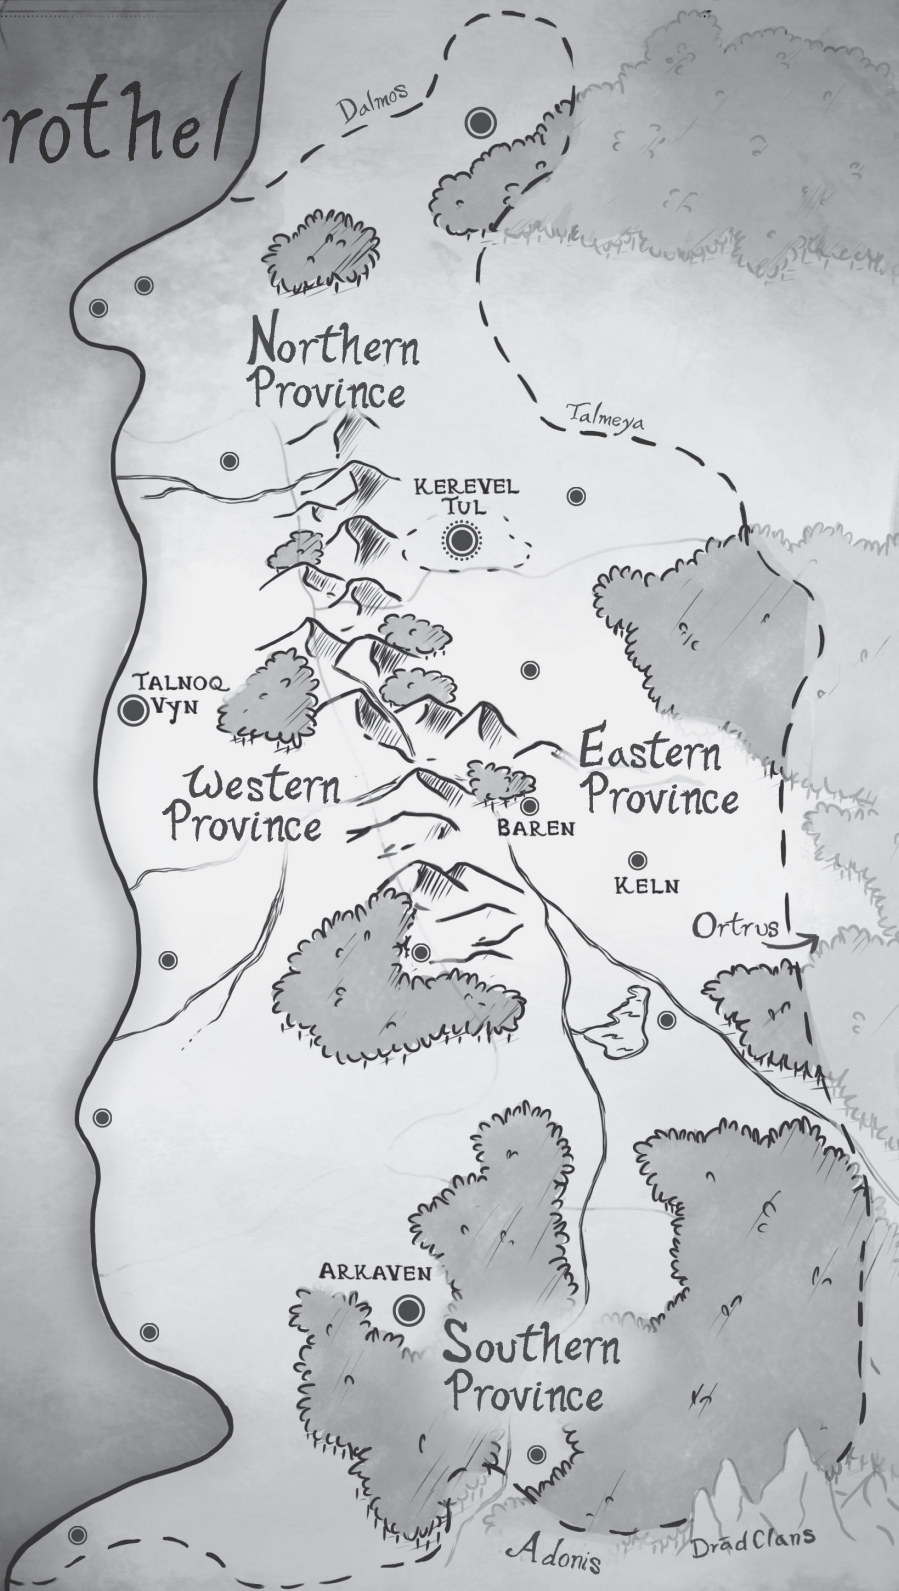 rothel
Dalmos
Northern
Province
Talmeya
KEREVEL
TUL
TALNOQ
VYN
Eastern
Province
Western
Province
BAREN
KELN
Ortrus
ARKAVEN
Southern
Province
Adonis
Drād Clans